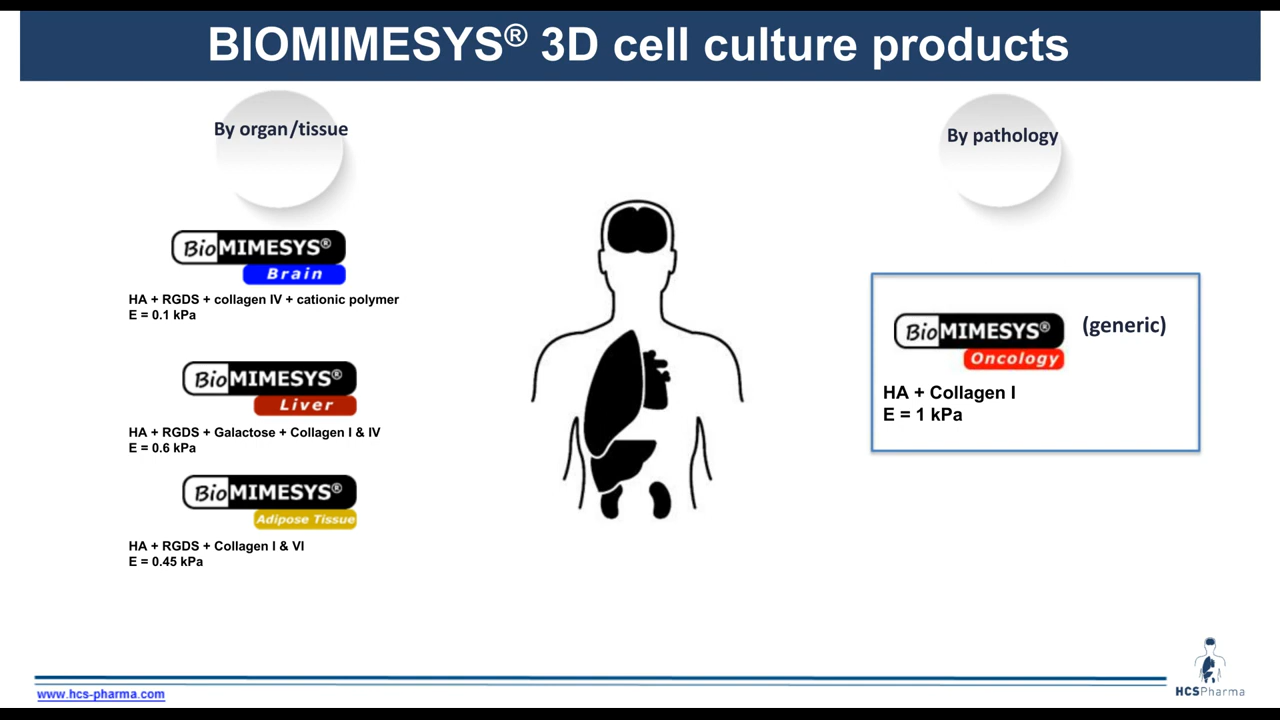 BIOMIMESYS® 3D cell culture products
By organ/tissue
BioMIMESYS®
Brain
HA + RGDS + collagen IV + cationic polymer
E = 0.1 kPa
BioMIMESYS®
Liver
HA + RGDS + Galactose + Collagen I & IV
E = 0.6 kPa
BioMIMESYS®
Adipose Tissue
HA + RGDS + Collagen I & VI
E = 0.45 kPa
By pathology
BioMIMESYS® (generic)
Oncology
HA + Collagen I
E = 1 kPa
www.hcs-pharma.com
HCSPharma